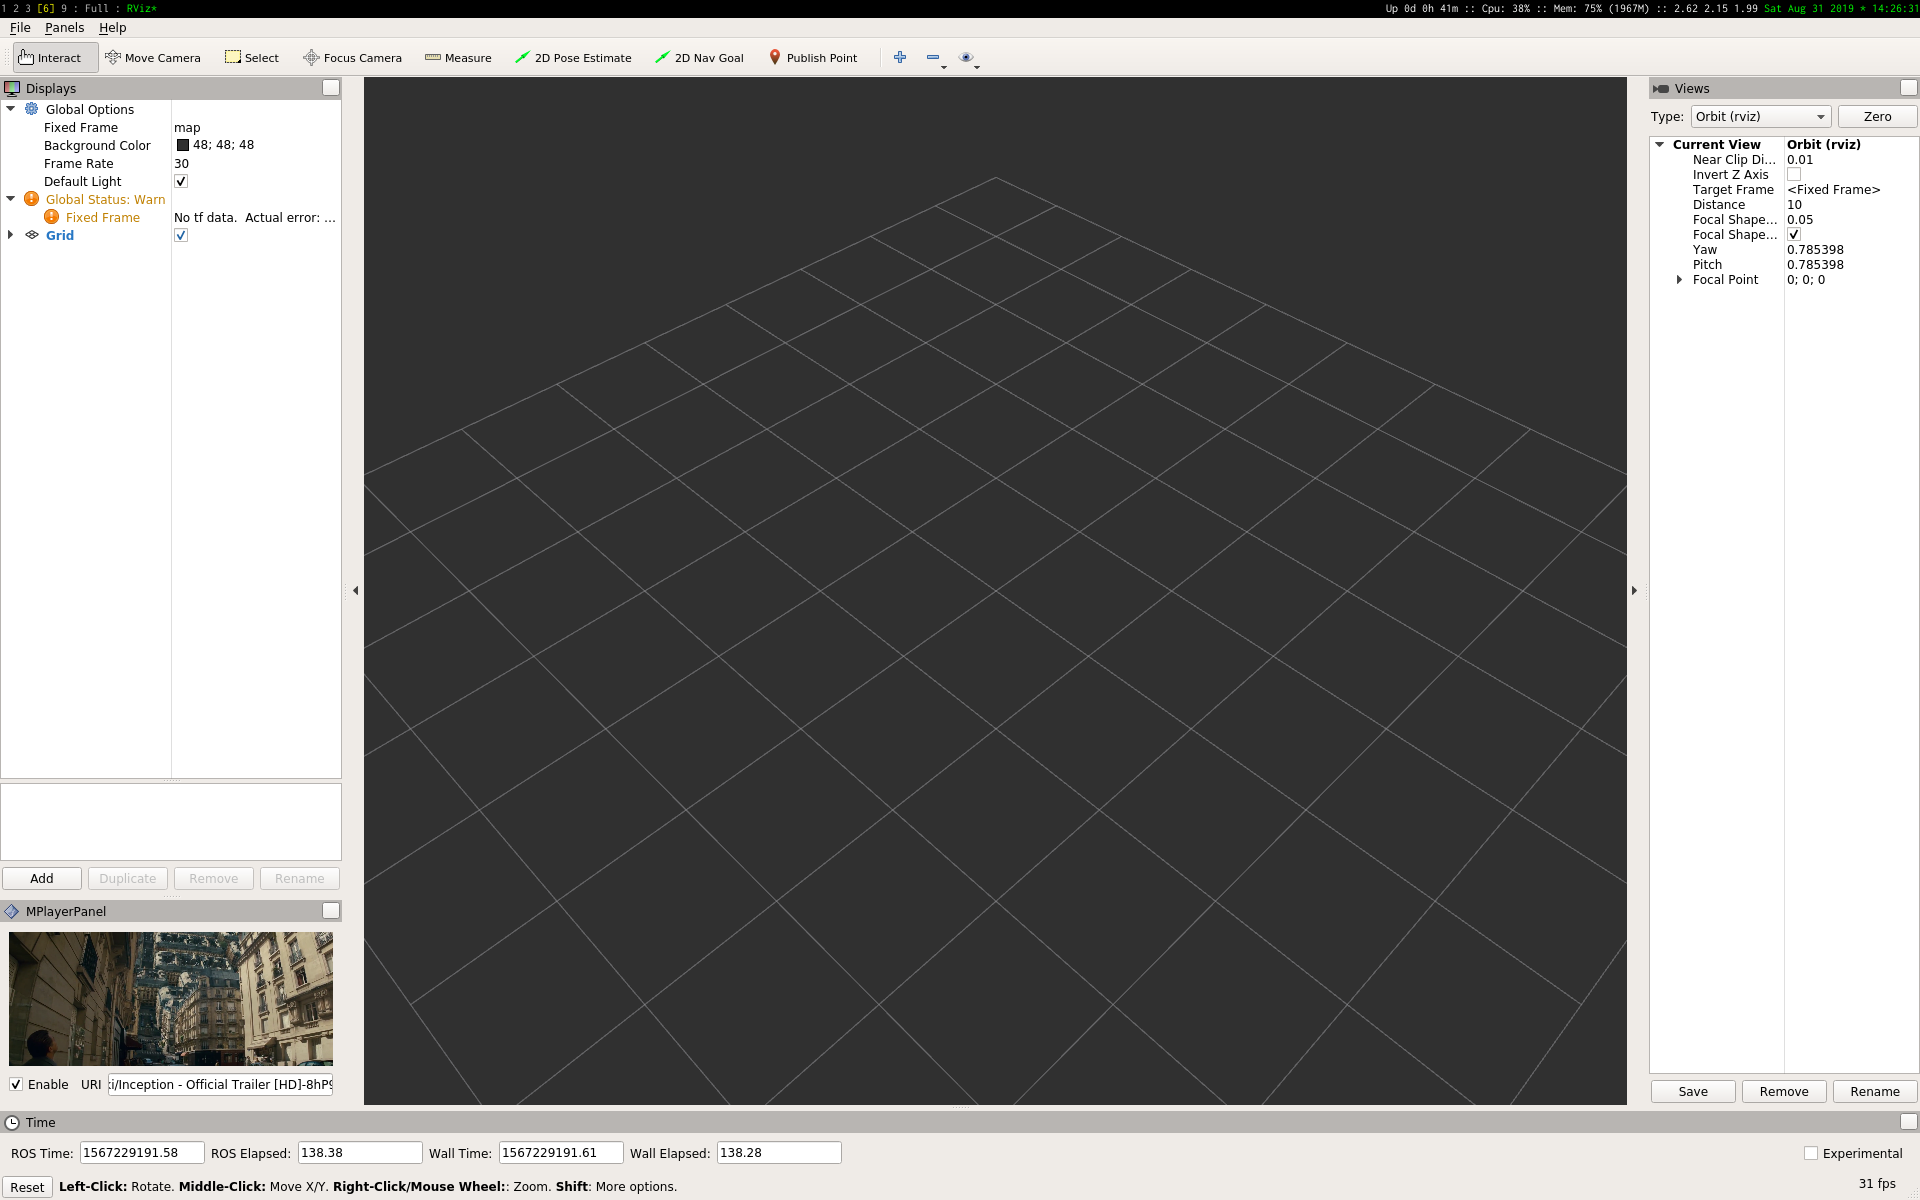 1 2 3 [6] 9 : Full : RViz*
Up 0d 0h 41m :: Cpu: 38% :: Mem: 75% (1967M) :: 2.62 2.15 1.99 Sat Aug 31 2019 * 14:26:31
File Panels Help
Interact Move Camera Select Focus Camera Measure 2D Pose Estimate 2D Nav Goal Publish Point
Displays
Global Options
Fixed Frame map
Background Color 48; 48; 48
Frame Rate 30
Default Light
Global Status: Warn
Fixed Frame No tf data. Actual error: ...
Grid
Add Duplicate Remove Rename
MPlayerPanel
Enable URI :i/Inception - Official Trailer [HD]-8hP9
Views
Type: Orbit (rviz) Zero
Current View Orbit (rviz)
Near Clip Di... 0.01
Invert Z Axis
Target Frame <Fixed Frame>
Distance 10
Focal Shape... 0.05
Focal Shape...
Yaw 0.785398
Pitch 0.785398
Focal Point 0; 0; 0
Save Remove Rename
Time
ROS Time: 1567229191.58 ROS Elapsed: 138.38 Wall Time: 1567229191.61 Wall Elapsed: 138.28 Experimental
Reset Left-Click: Rotate. Middle-Click: Move X/Y. Right-Click/Mouse Wheel:: Zoom. Shift: More options. 31 fps